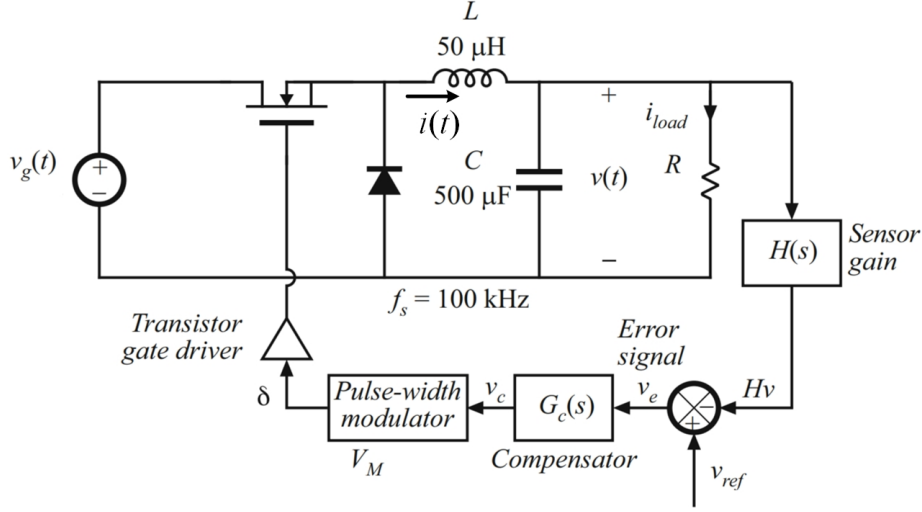 L
50 μH
i(t)
i_load
v_g(t)
+
−
C
500 μF
+
v(t)
−
R
H(s)
Sensor
gain
f_s = 100 kHz
Transistor
gate driver
δ
Pulse-width
modulator
V_M
v_c
G_c(s)
Compensator
Error
signal
v_e
−
+
Hv
v_ref